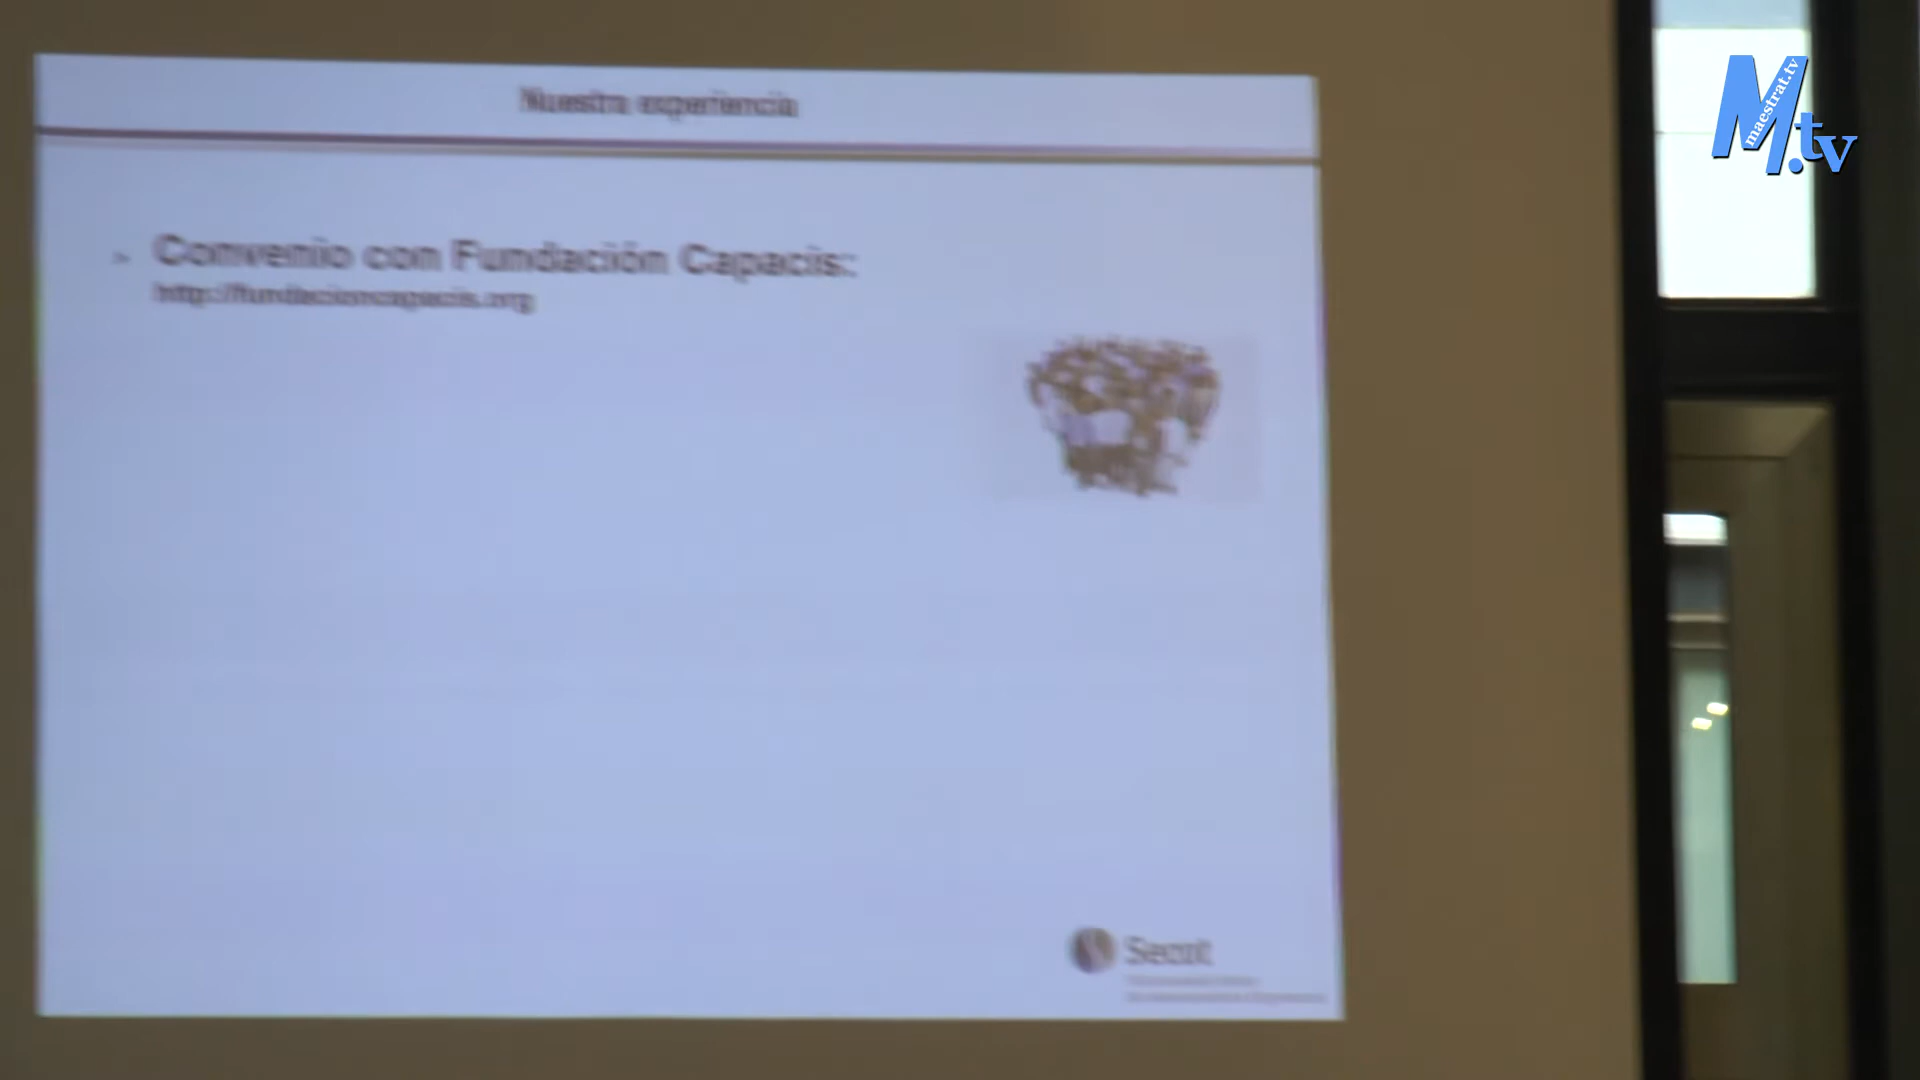 Nuestra experiencia
Convenio con Fundación Capacis:
http://fundacioncapacis.org
Secot
maestrat.tv
M.tv